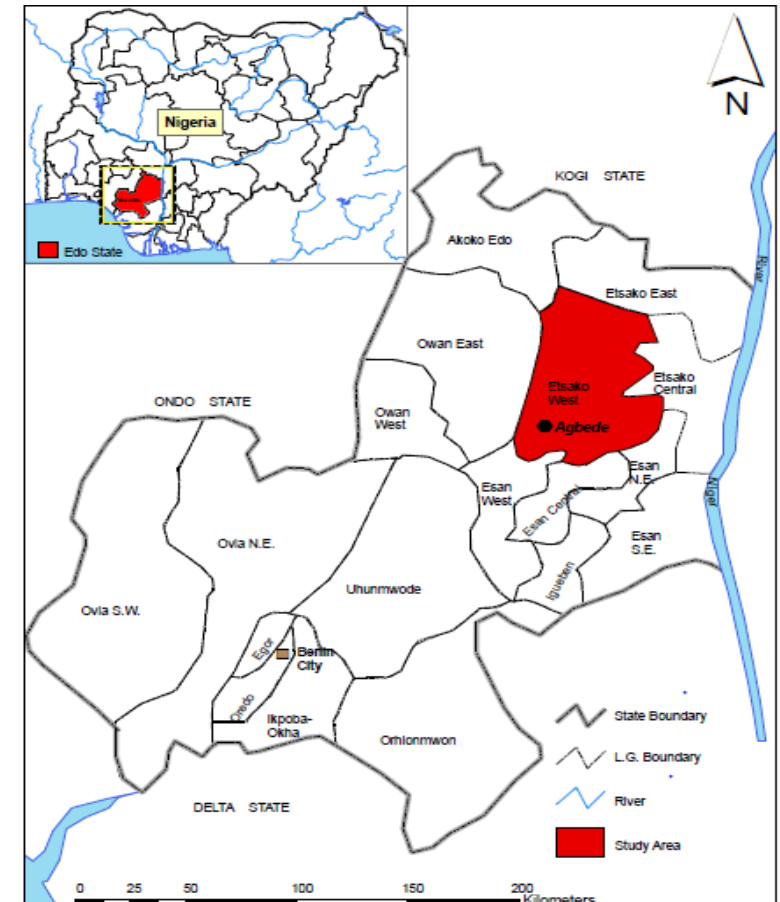 Nigeria
Edo State
N
KOGI STATE
Akoko Edo
River
Etsako East
Owan East
Etsako
Central
Etsako
West
ONDO STATE
Owan
West
Agbede
Esan
N.E.
Esan
West
Esan Central
Niger
Ovia N.E.
Esan
S.E.
Igueben
Uhunmwode
Ovia S.W.
Egor
Benin
City
Oredo
Ikpoba-
Okha
Orhionmwon
State Boundary
L.G. Boundary
River
Study Area
DELTA STATE
0 25 50 100 150 200
Kilometers